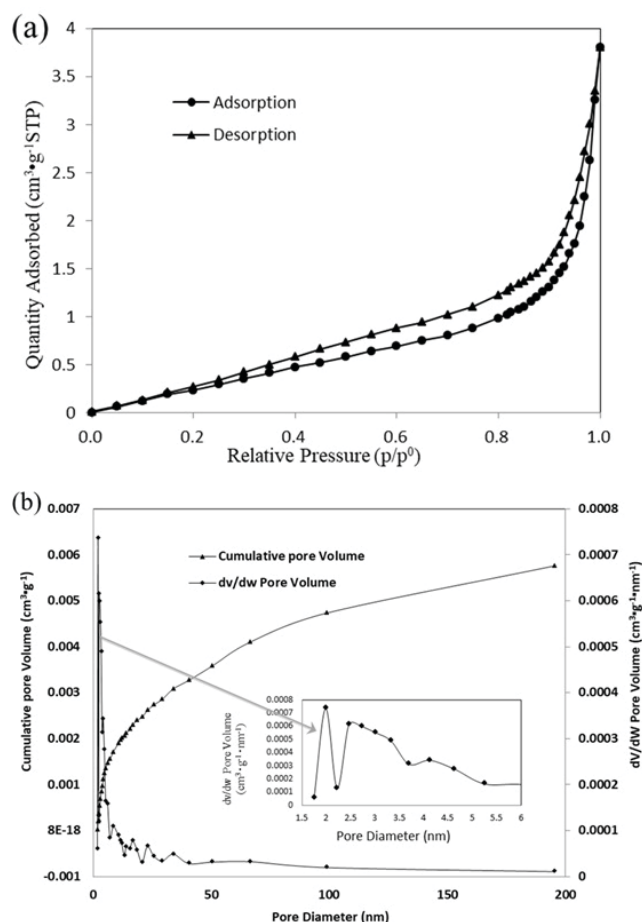 (a)
4
3.5
3
2.5
2
1.5
1
0.5
0
Quantity Adsorbed (cm³•g⁻¹STP)
Adsorption
Desorption
0.0 0.2 0.4 0.6 0.8 1.0
Relative Pressure (p/p⁰)
(b)
0.007
0.006
0.005
0.004
0.003
0.002
0.001
8E-18
-0.001
Cumulative pore Volume (cm³•g⁻¹)
Cumulative pore Volume
dv/dw Pore Volume
0.0008
0.0007
0.0006
0.0005
0.0004
0.0003
0.0002
0.0001
0
dv/dW Pore Volume (cm³•g⁻¹•nm⁻¹)
0.0008
0.0007
0.0006
0.0005
0.0004
0.0003
0.0002
0.0001
0
dv/dw Pore Volume
(cm³•g⁻¹•nm⁻¹)
1.5 2 2.5 3 3.5 4 4.5 5 5.5 6
Pore Diameter (nm)
0 50 100 150 200
Pore Diameter (nm)